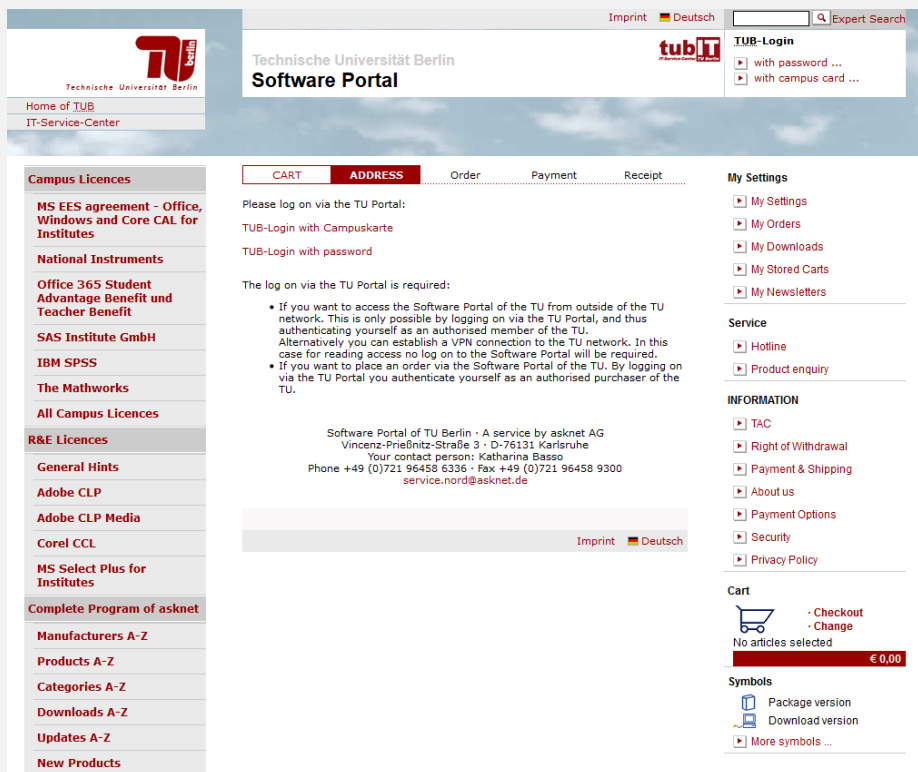 Imprint Deutsch
Expert Search
TU berlin
Technische Universität Berlin
Home of TUB
IT-Service-Center
Technische Universität Berlin
Software Portal
tubIT
IT-Service-Center TU Berlin
TUB-Login
with password ...
with campus card ...
Campus Licences
MS EES agreement - Office,
Windows and Core CAL for
Institutes
National Instruments
Office 365 Student
Advantage Benefit und
Teacher Benefit
SAS Institute GmbH
IBM SPSS
The Mathworks
All Campus Licences
R&E Licences
General Hints
Adobe CLP
Adobe CLP Media
Corel CCL
MS Select Plus for
Institutes
Complete Program of asknet
Manufacturers A-Z
Products A-Z
Categories A-Z
Downloads A-Z
Updates A-Z
New Products
CART ADDRESS Order Payment Receipt
Please log on via the TU Portal:
TUB-Login with Campuskarte
TUB-Login with password
The log on via the TU Portal is required:
• If you want to access the Software Portal of the TU from outside of the TU
network. This is only possible by logging on via the TU Portal, and thus
authenticating yourself as an authorised member of the TU.
Alternatively you can establish a VPN connection to the TU network. In this
case for reading access no log on to the Software Portal will be required.
• If you want to place an order via the Software Portal of the TU. By logging on
via the TU Portal you authenticate yourself as an authorised purchaser of the
TU.
Software Portal of TU Berlin · A service by asknet AG
Vincenz-Prießnitz-Straße 3 · D-76131 Karlsruhe
Your contact person: Katharina Basso
Phone +49 (0)721 96458 6336 · Fax +49 (0)721 96458 9300
service.nord@asknet.de
Imprint Deutsch
My Settings
My Settings
My Orders
My Downloads
My Stored Carts
My Newsletters
Service
Hotline
Product enquiry
INFORMATION
TAC
Right of Withdrawal
Payment & Shipping
About us
Payment Options
Security
Privacy Policy
Cart
· Checkout
· Change
No articles selected
€ 0,00
Symbols
Package version
Download version
More symbols ...